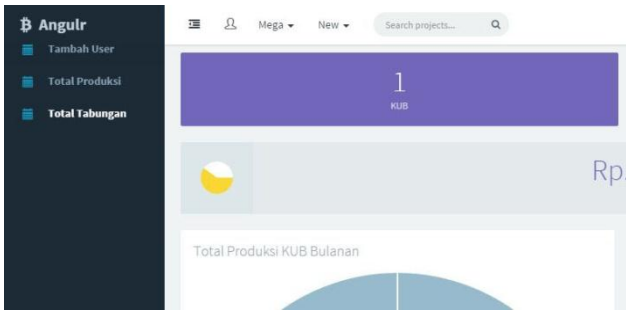 Angulr
Mega
New
Search projects...
Tambah User
Total Produksi
Total Tabungan
1
KUB
Rp.
Total Produksi KUB Bulanan